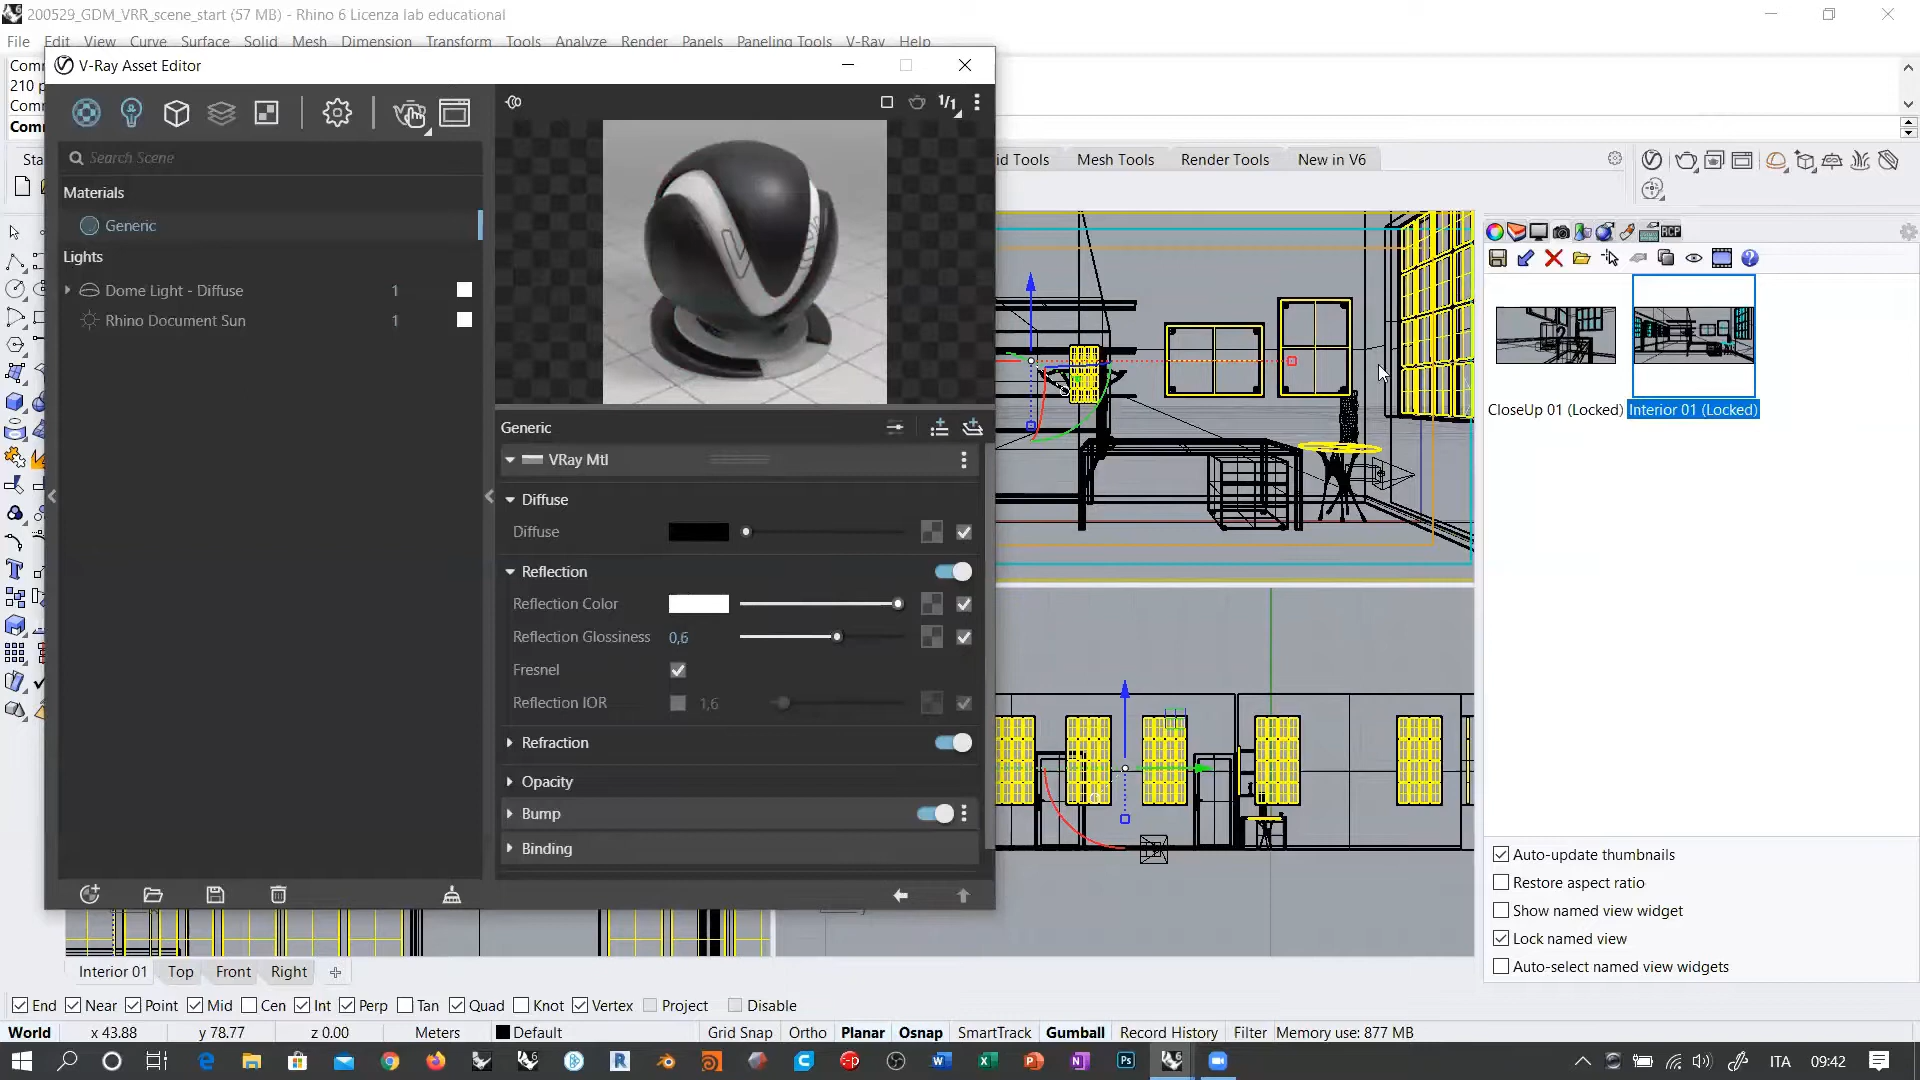 200529_GDM_VRR_scene_start (57 MB) - Rhino 6 Licenza lab educational
File Edit View Curve Surface Solid Mesh Dimension Transform Tools Analyze Render Panels Paneling Tools V-Ray Help
V-Ray Asset Editor
1/1
Search Scene
Materials
Generic
Lights
Dome Light - Diffuse 1
Rhino Document Sun 1
Generic
VRay Mtl
Diffuse
Diffuse
Reflection
Reflection Color
Reflection Glossiness 0,6
Fresnel
Reflection IOR 1,6
Refraction
Opacity
Bump
Binding
Mesh Tools Render Tools New in V6
RCP
CloseUp 01 (Locked) Interior 01 (Locked)
Auto-update thumbnails
Restore aspect ratio
Show named view widget
Lock named view
Auto-select named view widgets
Interior 01 Top Front Right
End Near Point Mid Cen Int Perp Tan Quad Knot Vertex Project Disable
World x 43.88 y 78.77 z 0.00 Meters Default Grid Snap Ortho Planar Osnap SmartTrack Gumball Record History Filter Memory use: 877 MB
ITA 09:42